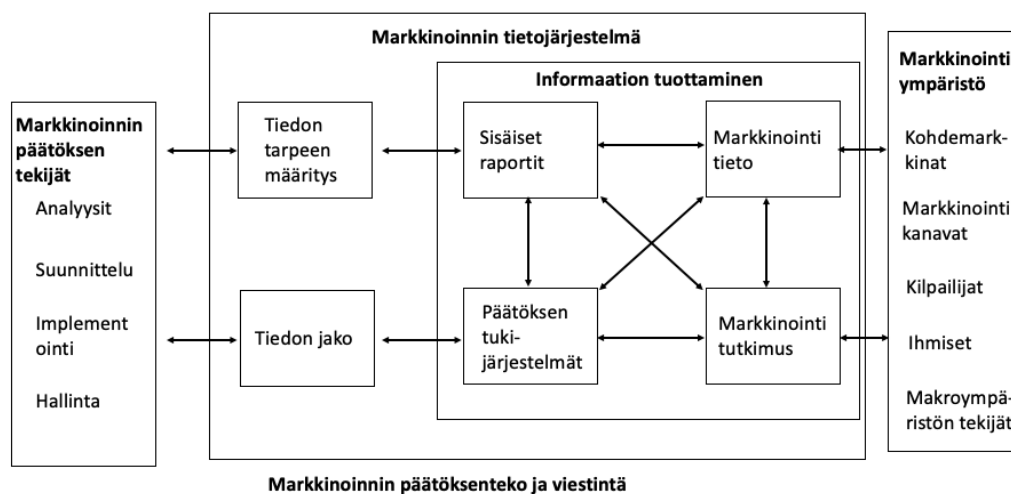 Markkinoinnin tietojärjestelmä
Informaation tuottaminen
Markkinoinnin
päätöksen
tekijät
Analyysit
Suunnittelu
Implement
ointi
Hallinta
Tiedon
tarpeen
määritys
Tiedon jako
Sisäiset
raportit
Markkinointi
tieto
Päätöksen
tuki-
järjestelmät
Markkinointi
tutkimus
Markkinointi
ympäristö
Kohdemark-
kinat
Markkinointi
kanavat
Kilpailijat
Ihmiset
Makroympä-
ristön tekijät
Markkinoinnin päätöksenteko ja viestintä